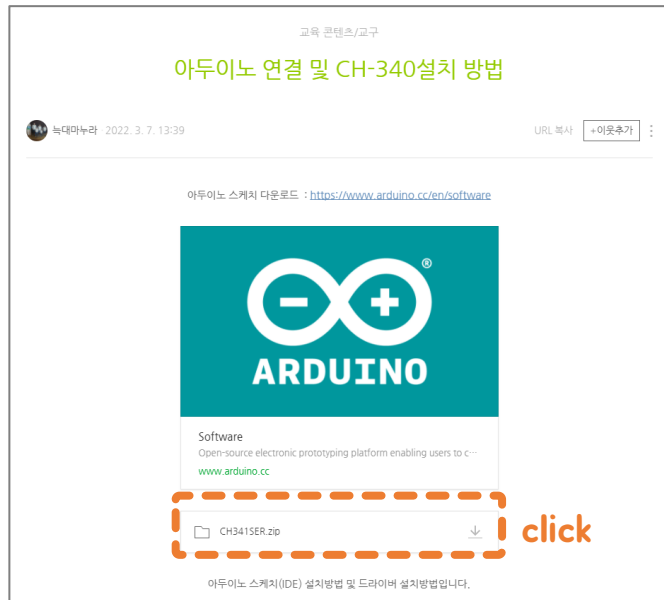 교육 콘텐츠/교구
아두이노 연결 및 CH-340설치 방법
늑대마누라 2022. 3. 7. 13:39
URL 복사 +이웃추가
아두이노 스케치 다운로드 : https://www.arduino.cc/en/software
®
ARDUINO
Software
Open-source electronic prototyping platform enabling users to c…
www.arduino.cc
CH341SER.zip
click
아두이노 스케치(IDE) 설치방법 및 드라이버 설치방법입니다.